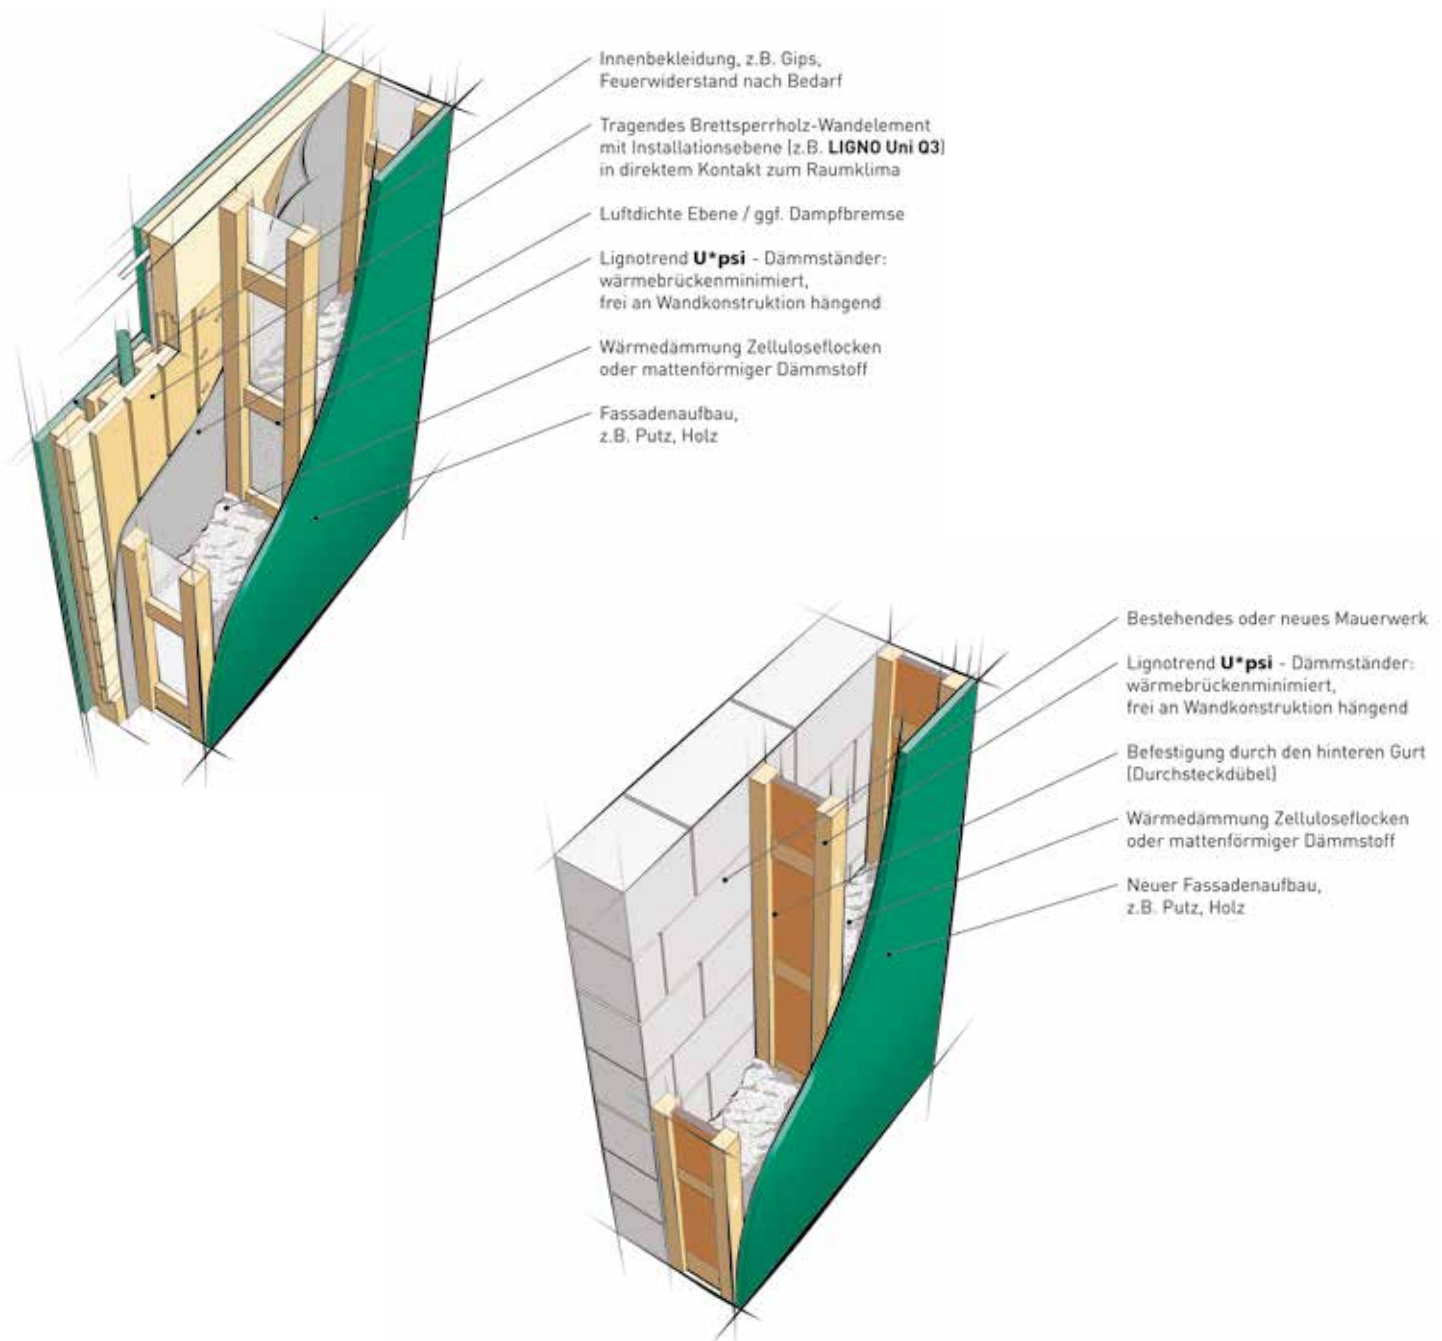 Innenbekleidung, z.B. Gips,
Feuerwiderstand nach Bedarf
Tragendes Brettsperrholz-Wandelement
mit Installationsebene [z.B. LIGNO Uni Q3]
in direktem Kontakt zum Raumklima
Luftdichte Ebene / ggf. Dampfbremse
Lignotrend U*psi - Dämmständer:
wärmebrückenminimiert,
frei an Wandkonstruktion hängend
Wärmedämmung Zelluloseflocken
oder mattenförmiger Dämmstoff
Fassadenaufbau,
z.B. Putz, Holz
Bestehendes oder neues Mauerwerk
Lignotrend U*psi - Dämmständer:
wärmebrückenminimiert,
frei an Wandkonstruktion hängend
Befestigung durch den hinteren Gurt
[Durchsteckdübel]
Wärmedämmung Zelluloseflocken
oder mattenförmiger Dämmstoff
Neuer Fassadenaufbau,
z.B. Putz, Holz